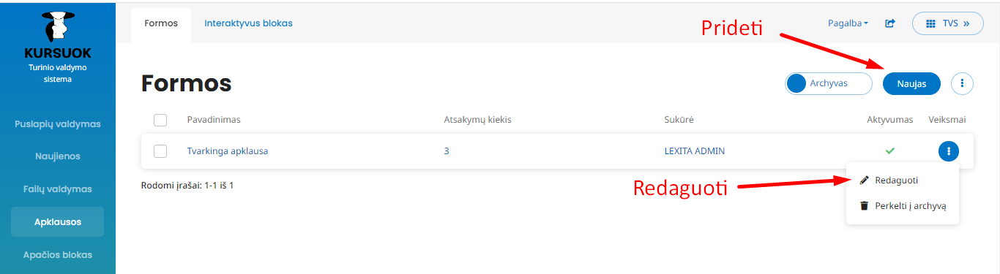 KURSUOK
Turinio valdymo
sistema
Puslapių valdymas
Naujienos
Failų valdymas
Apklausos
Apačios blokas
Formos
Interaktyvus blokas
Pridėti
Pagalba
TVS »
Formos
Archyvas
Naujas
Pavadinimas
Atsakymų kiekis
Sukūrė
Aktyvumas
Veiksmai
Tvarkinga apklausa
3
LEXITA ADMIN
Rodomi įrašai: 1-1 iš 1
Redaguoti
Redaguoti
Perkelti į archyvą